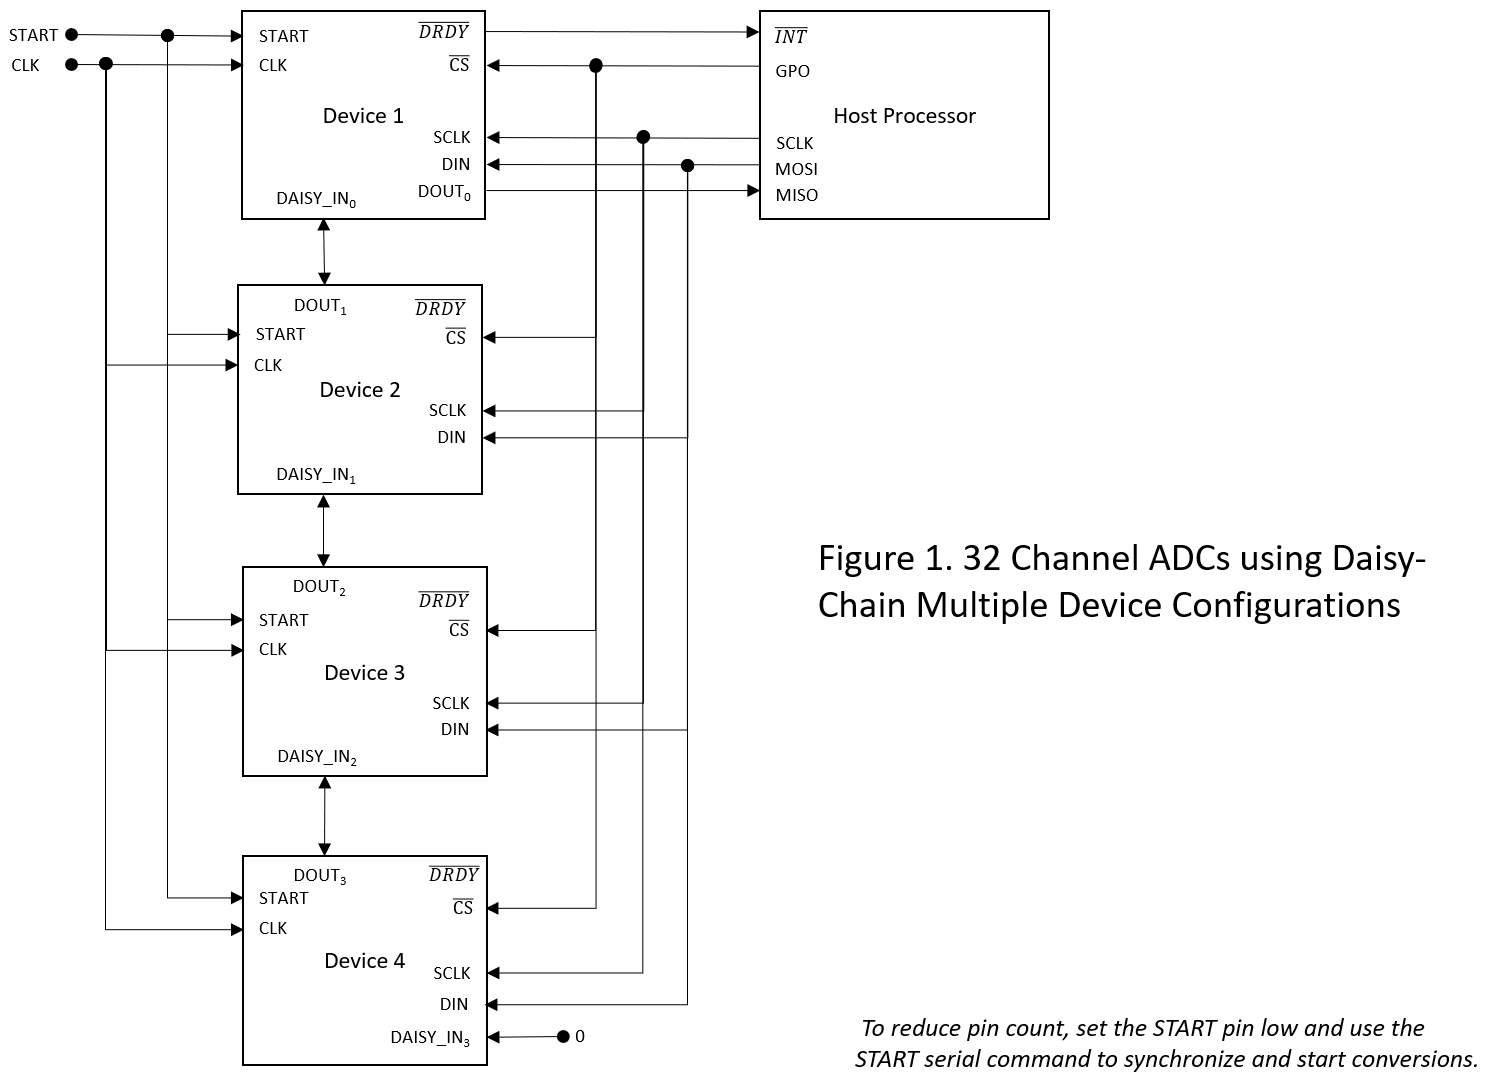 START
CLK
START
CLK
DRDY
CS
Device 1
SCLK
DIN
DOUT0
DAISY_IN0
INT
GPO
Host Processor
SCLK
MOSI
MISO
DOUT1
DRDY
START
CS
CLK
Device 2
SCLK
DIN
DAISY_IN1
DOUT2
DRDY
START
CS
CLK
Device 3
SCLK
DIN
DAISY_IN2
Figure 1. 32 Channel ADCs using Daisy-
Chain Multiple Device Configurations
DOUT3
DRDY
START
CS
CLK
Device 4
SCLK
DIN
DAISY_IN3
0
To reduce pin count, set the START pin low and use the
START serial command to synchronize and start conversions.